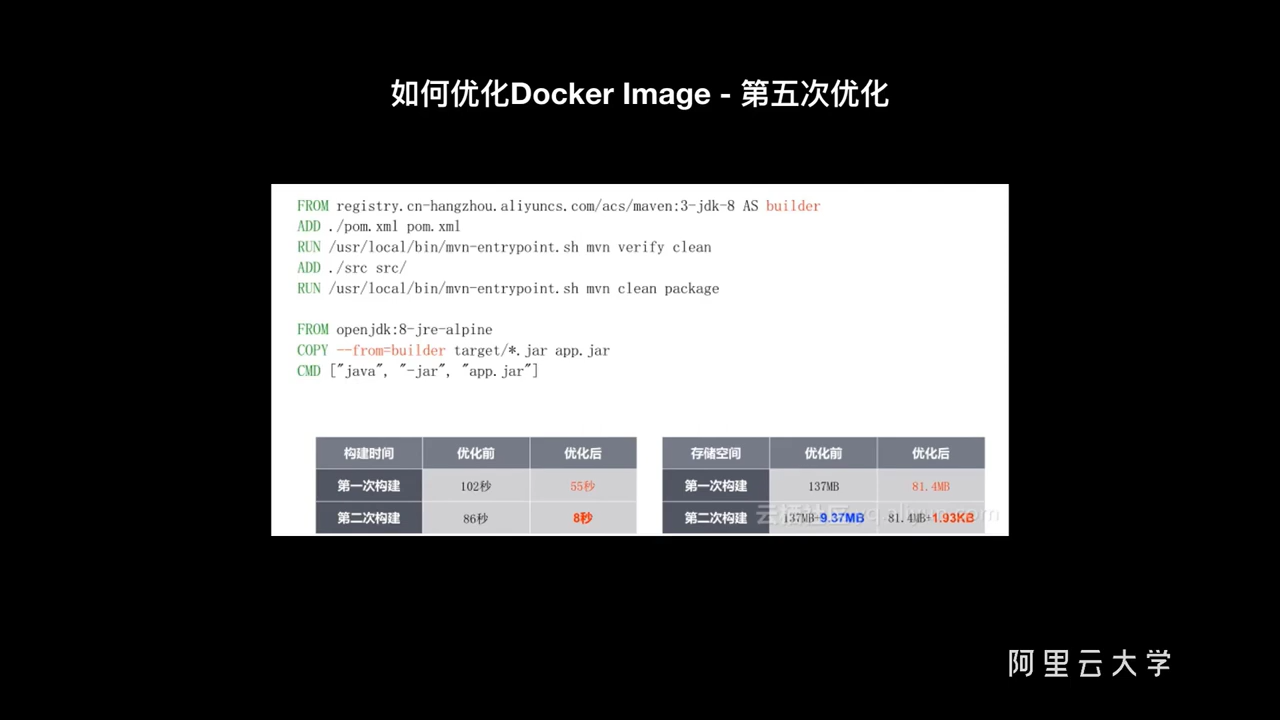 如何优化Docker Image - 第五次优化
FROM registry.cn-hangzhou.aliyuncs.com/acs/maven:3-jdk-8 AS builder
ADD ./pom.xml pom.xml
RUN /usr/local/bin/mvn-entrypoint.sh mvn verify clean
ADD ./src src/
RUN /usr/local/bin/mvn-entrypoint.sh mvn clean package
FROM openjdk:8-jre-alpine
COPY --from=builder target/*.jar app.jar
CMD ["java", "-jar", "app.jar"]
构建时间 优化前 优化后
第一次构建 102秒 55秒
第二次构建 86秒 8秒
存储空间 优化前 优化后
第一次构建 137MB 81.4MB
第二次构建 137MB+9.37MB 81.4MB+1.93KB
云栖社区 yq.aliyun.com
阿里云大学